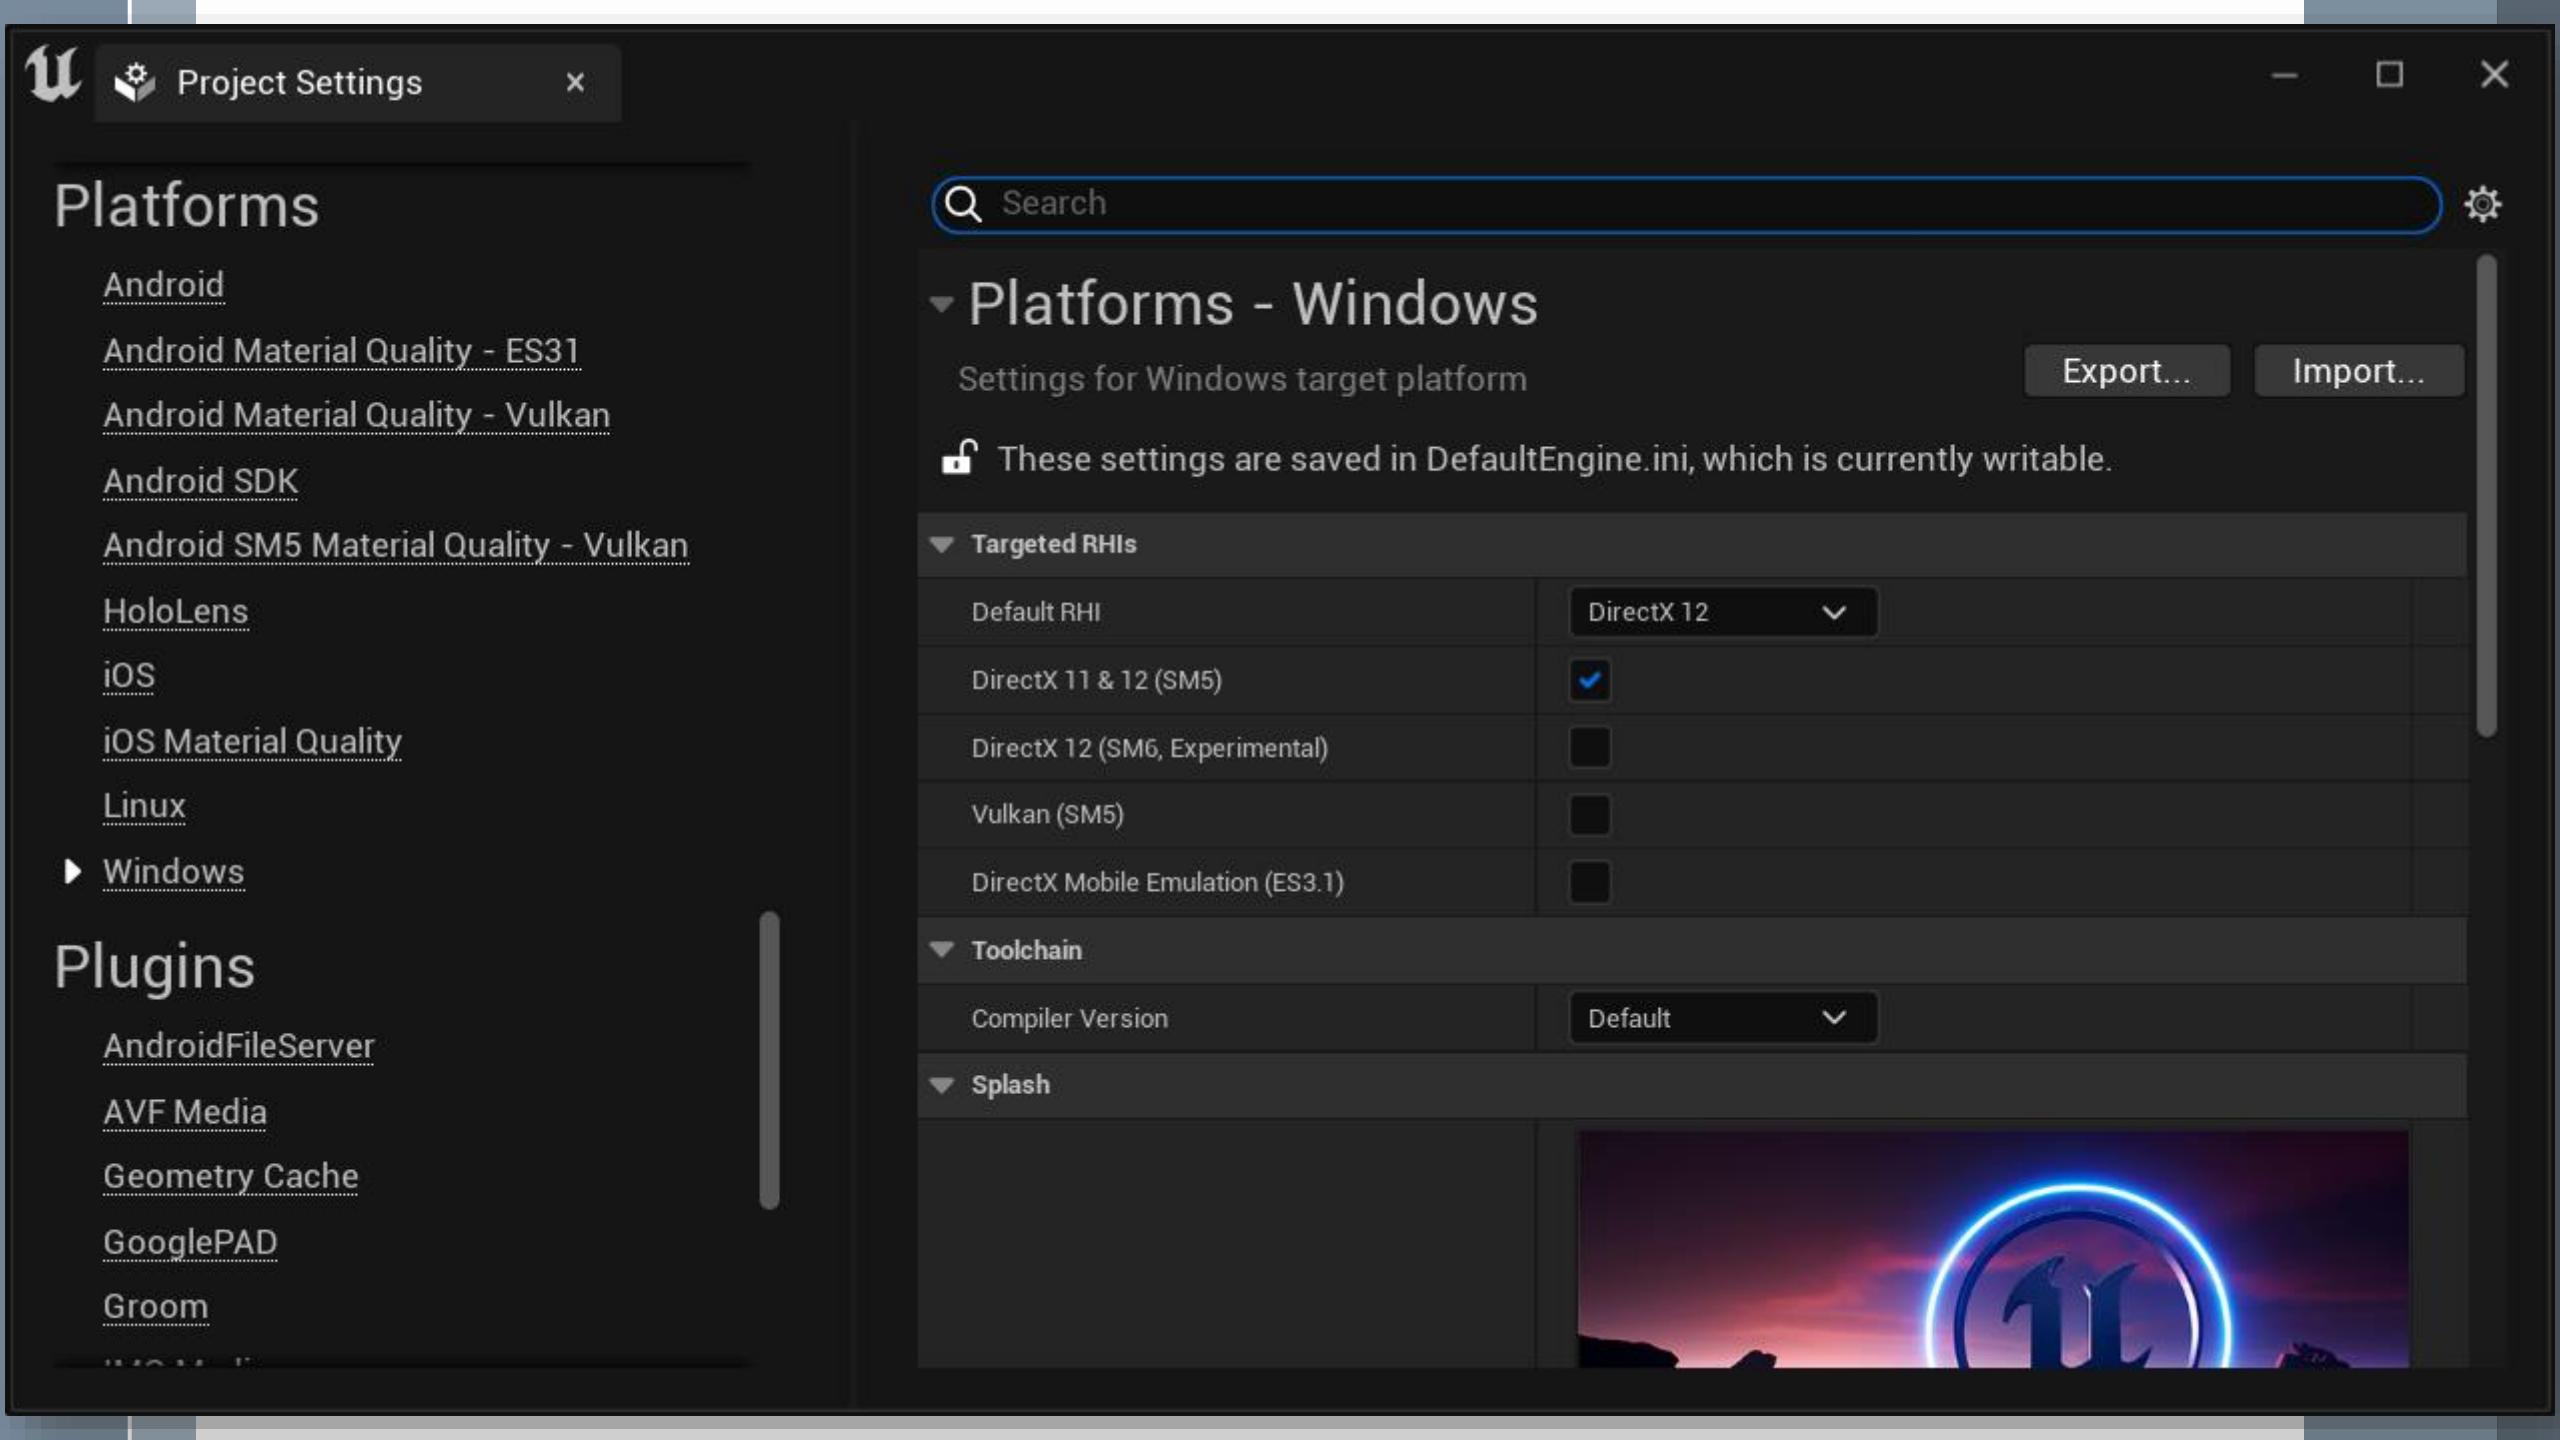 Project Settings
Platforms
Android
Android Material Quality - ES31
Android Material Quality - Vulkan
Android SDK
Android SM5 Material Quality - Vulkan
HoloLens
iOS
iOS Material Quality
Linux
Windows
Plugins
AndroidFileServer
AVF Media
Geometry Cache
GooglePAD
Groom
Search
Platforms - Windows
Settings for Windows target platform
Export...
Import...
These settings are saved in DefaultEngine.ini, which is currently writable.
Targeted RHIs
Default RHI
DirectX 12
DirectX 11 & 12 (SM5)
DirectX 12 (SM6, Experimental)
Vulkan (SM5)
DirectX Mobile Emulation (ES3.1)
Toolchain
Compiler Version
Default
Splash